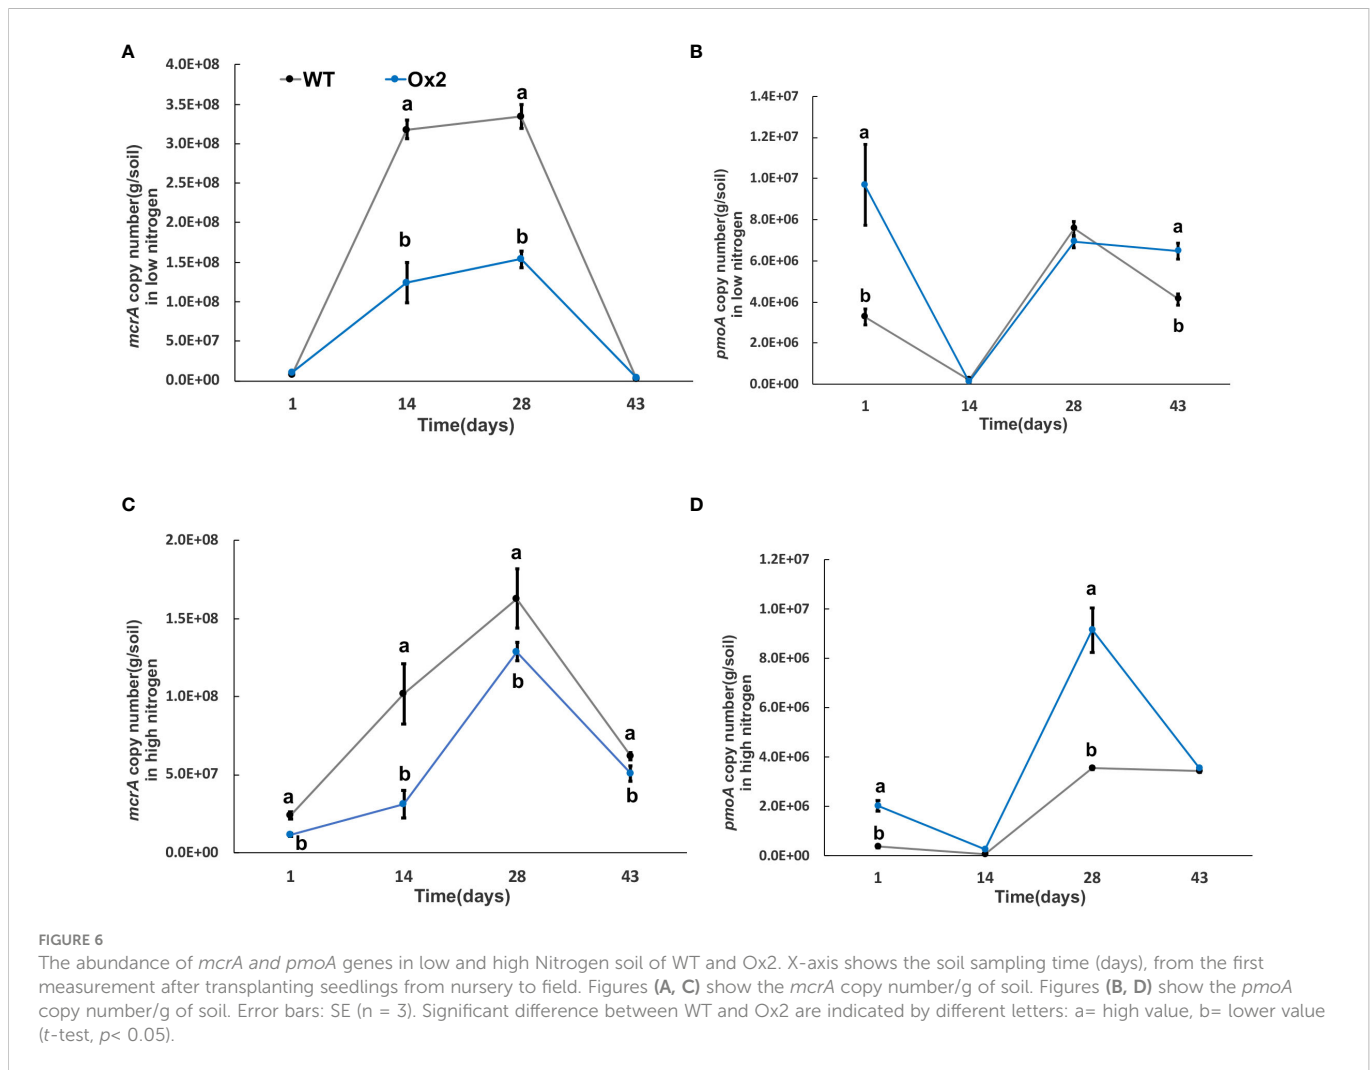 A
4.0E+08
3.5E+08
3.0E+08
2.5E+08
2.0E+08
1.5E+08
1.0E+08
5.0E+07
0.0E+00
mcrA copy number(g/soil)
in low nitrogen
WT
Ox2
a
a
b
b
1 14 28 43
Time(days)
B
1.4E+07
1.2E+07
1.0E+07
8.0E+06
6.0E+06
4.0E+06
2.0E+06
0.0E+00
pmoA copy number(g/soil)
in low nitrogen
a
b
a
b
1 14 28 43
Time(days)
C
2.0E+08
1.5E+08
1.0E+08
5.0E+07
0.0E+00
mcrA copy number(g/soil)
in high nitrogen
a
b
a
b
a
b
a
b
1 14 28 43
Time(days)
D
1.2E+07
1.0E+07
8.0E+06
6.0E+06
4.0E+06
2.0E+06
0.0E+00
pmoA copy number(g/soil)
in high nitrogen
a
b
a
b
1 14 28 43
Time(days)
FIGURE 6
The abundance of mcrA and pmoA genes in low and high Nitrogen soil of WT and Ox2. X-axis shows the soil sampling time (days), from the first
measurement after transplanting seedlings from nursery to field. Figures (A, C) show the mcrA copy number/g of soil. Figures (B, D) show the pmoA
copy number/g of soil. Error bars: SE (n = 3). Significant difference between WT and Ox2 are indicated by different letters: a= high value, b= lower value
(t-test, p< 0.05).